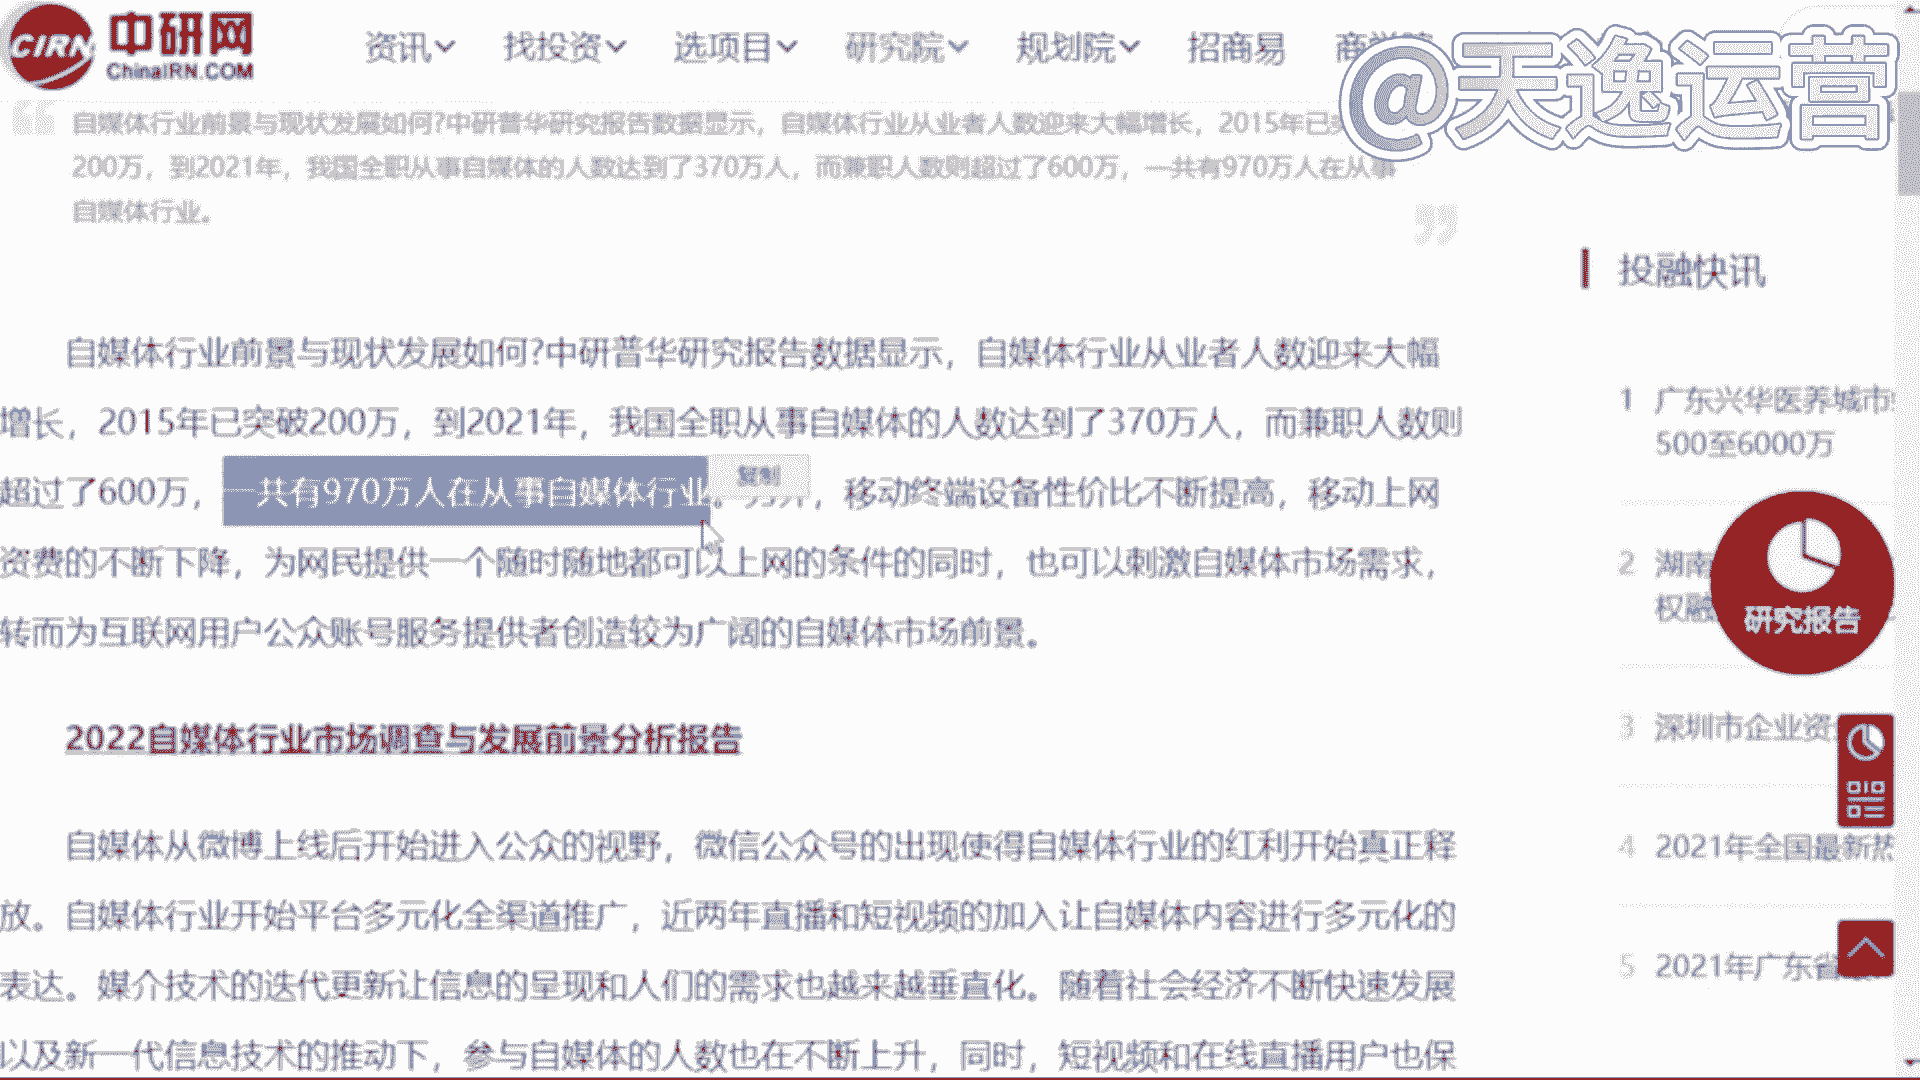 CIRN 中研网
ChinaIRN.COM
资讯 找投资 选项目 研究院 规划院 招商易
@天逸运营
自媒体行业前景与现状发展如何?中研普华研究报告数据显示，自媒体行业从业者人数迎来大幅增长，2015年已突
200万，到2021年，我国全职从事自媒体的人数达到了370万人，而兼职人数则超过了600万，一共有970万人在从事
自媒体行业。
投融快讯
自媒体行业前景与现状发展如何?中研普华研究报告数据显示，自媒体行业从业者人数迎来大幅
增长，2015年已突破200万，到2021年，我国全职从事自媒体的人数达到了370万人，而兼职人数则
超过了600万，一共有970万人在从事自媒体行业。另外，移动终端设备性价比不断提高，移动上网
复制
资费的不断下降，为网民提供一个随时随地都可以上网的条件的同时，也可以刺激自媒体市场需求，
转而为互联网用户公众账号服务提供者创造较为广阔的自媒体市场前景。
2022自媒体行业市场调查与发展前景分析报告
自媒体从微博上线后开始进入公众的视野，微信公众号的出现使得自媒体行业的红利开始真正释
放。自媒体行业开始平台多元化全渠道推广，近两年直播和短视频的加入让自媒体内容进行多元化的
表达。媒介技术的迭代更新让信息的呈现和人们的需求也越来越垂直化。随着社会经济不断快速发展
以及新一代信息技术的推动下，参与自媒体的人数也在不断上升，同时，短视频和在线直播用户也保
1 广东兴华医养城市
500至6000万
2 湖南
权融
研究报告
3 深圳市企业资
4 2021年全国最新热
5 2021年广东省